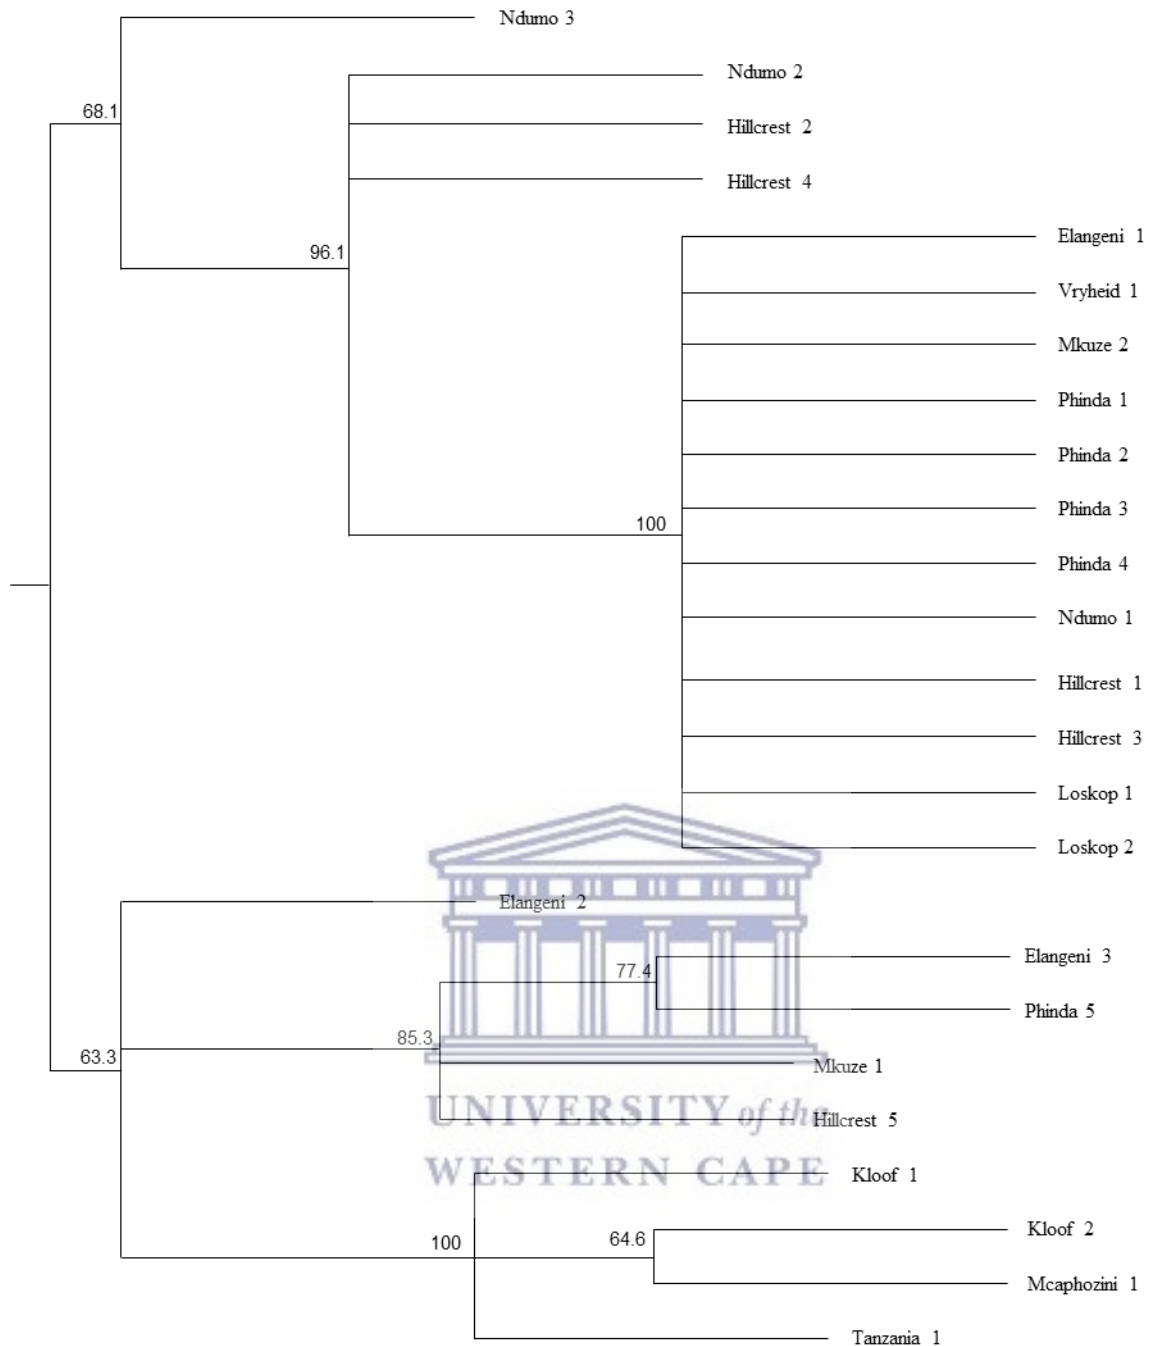 Ndumo 3
Ndumo 2
68.1
Hillcrest 2
Hillcrest 4
Elangeni 1
96.1
Vryheid 1
Mkuze 2
Phinda 1
Phinda 2
Phinda 3
100
Phinda 4
Ndumo 1
Hillcrest 1
Hillcrest 3
Loskop 1
Loskop 2
Elangeni 2
Elangeni 3
77.4
Phinda 5
85.3
63.3
Mkuze 1
UNIVERSITY of the
Hillcrest 5
WESTERN CAPE
Kloof 1
Kloof 2
100
64.6
Mcaphozini 1
Tanzania 1